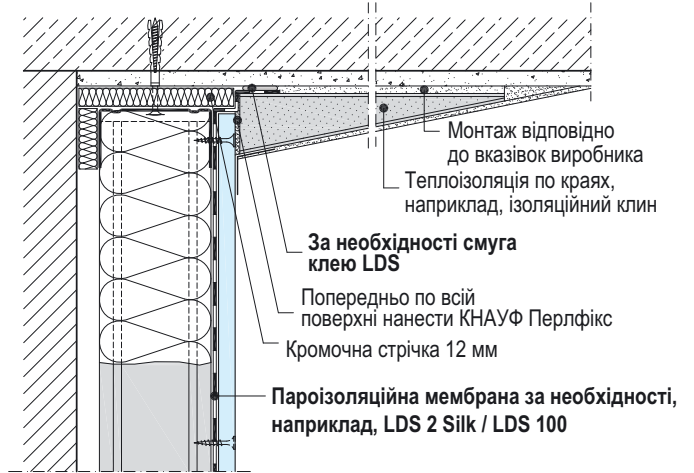 Монтаж відповідно
до вказівок виробника
Теплоізоляція по краях,
наприклад, ізоляційний клин
За необхідності смуга
клею LDS
Попередньо по всій
поверхні нанести КНАУФ Перлфікс
Кромочна стрічка 12 мм
Пароізоляційна мембрана за необхідності,
наприклад, LDS 2 Silk / LDS 100